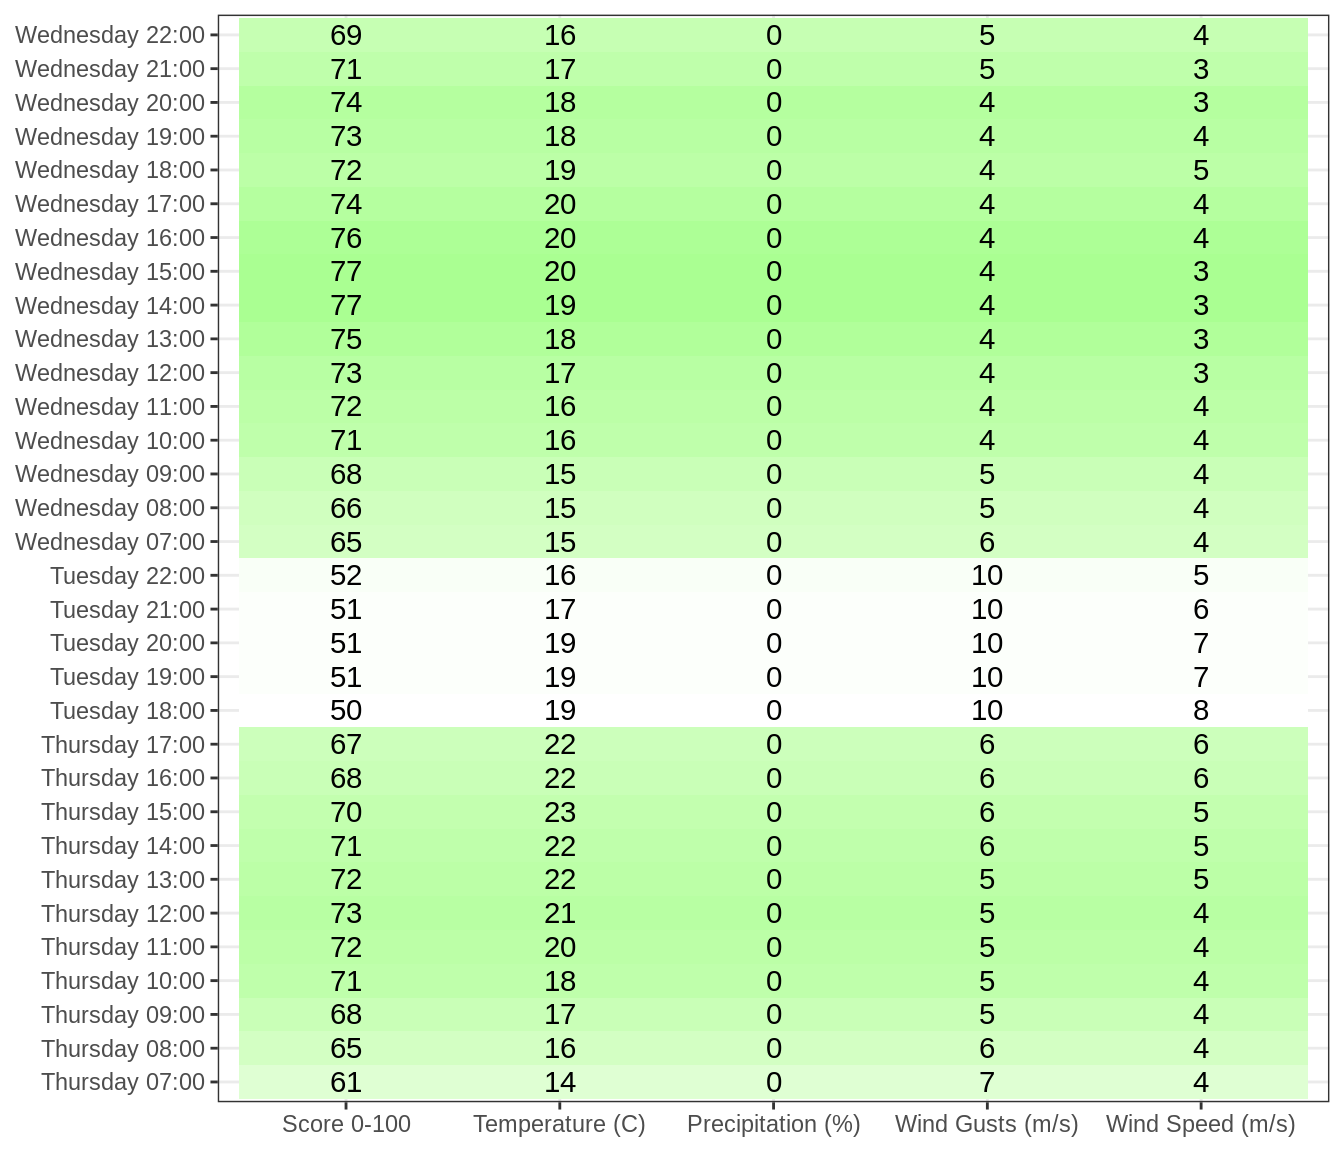 Wednesday 22:00 69 16 0 5 4
Wednesday 21:00 71 17 0 5 3
Wednesday 20:00 74 18 0 4 3
Wednesday 19:00 73 18 0 4 4
Wednesday 18:00 72 19 0 4 5
Wednesday 17:00 74 20 0 4 4
Wednesday 16:00 76 20 0 4 4
Wednesday 15:00 77 20 0 4 3
Wednesday 14:00 77 19 0 4 3
Wednesday 13:00 75 18 0 4 3
Wednesday 12:00 73 17 0 4 3
Wednesday 11:00 72 16 0 4 4
Wednesday 10:00 71 16 0 4 4
Wednesday 09:00 68 15 0 5 4
Wednesday 08:00 66 15 0 5 4
Wednesday 07:00 65 15 0 6 4
Tuesday 22:00 52 16 0 10 5
Tuesday 21:00 51 17 0 10 6
Tuesday 20:00 51 19 0 10 7
Tuesday 19:00 51 19 0 10 7
Tuesday 18:00 50 19 0 10 8
Thursday 17:00 67 22 0 6 6
Thursday 16:00 68 22 0 6 6
Thursday 15:00 70 23 0 6 5
Thursday 14:00 71 22 0 6 5
Thursday 13:00 72 22 0 5 5
Thursday 12:00 73 21 0 5 4
Thursday 11:00 72 20 0 5 4
Thursday 10:00 71 18 0 5 4
Thursday 09:00 68 17 0 5 4
Thursday 08:00 65 16 0 6 4
Thursday 07:00 61 14 0 7 4
Score 0-100 Temperature (C) Precipitation (%) Wind Gusts (m/s) Wind Speed (m/s)